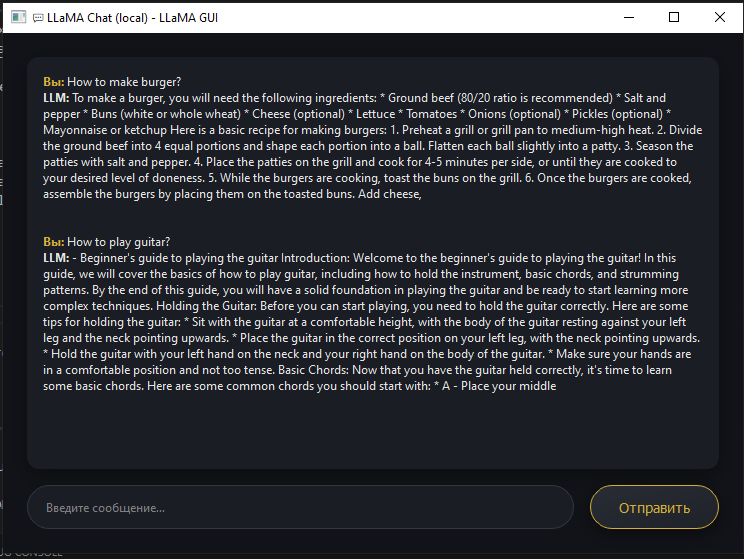 LLaMA Chat (local) - LLaMA GUI
Вы: How to make burger?
LLM: To make a burger, you will need the following ingredients: * Ground beef (80/20 ratio is recommended) * Salt and
pepper * Buns (white or whole wheat) * Cheese (optional) * Lettuce * Tomatoes * Onions (optional) * Pickles (optional) *
Mayonnaise or ketchup Here is a basic recipe for making burgers: 1. Preheat a grill or grill pan to medium-high heat. 2. Divide
the ground beef into 4 equal portions and shape each portion into a ball. Flatten each ball slightly into a patty. 3. Season the
patties with salt and pepper. 4. Place the patties on the grill and cook for 4-5 minutes per side, or until they are cooked to
your desired level of doneness. 5. While the burgers are cooking, toast the buns on the grill. 6. Once the burgers are cooked,
assemble the burgers by placing them on the toasted buns. Add cheese,
Вы: How to play guitar?
LLM: - Beginner's guide to playing the guitar Introduction: Welcome to the beginner's guide to playing the guitar! In this
guide, we will cover the basics of how to play guitar, including how to hold the instrument, basic chords, and strumming
patterns. By the end of this guide, you will have a solid foundation in playing the guitar and be ready to start learning more
complex techniques. Holding the Guitar: Before you can start playing, you need to hold the guitar correctly. Here are some
tips for holding the guitar: * Sit with the guitar at a comfortable height, with the body of the guitar resting against your left
leg and the neck pointing upwards. * Place the guitar in the correct position on your left leg, with the neck pointing upwards.
* Hold the guitar with your left hand on the neck and your right hand on the body of the guitar. * Make sure your hands are
in a comfortable position and not too tense. Basic Chords: Now that you have the guitar held correctly, it's time to learn
some basic chords. Here are some common chords you should start with: * A - Place your middle
Введите сообщение...
Отправить